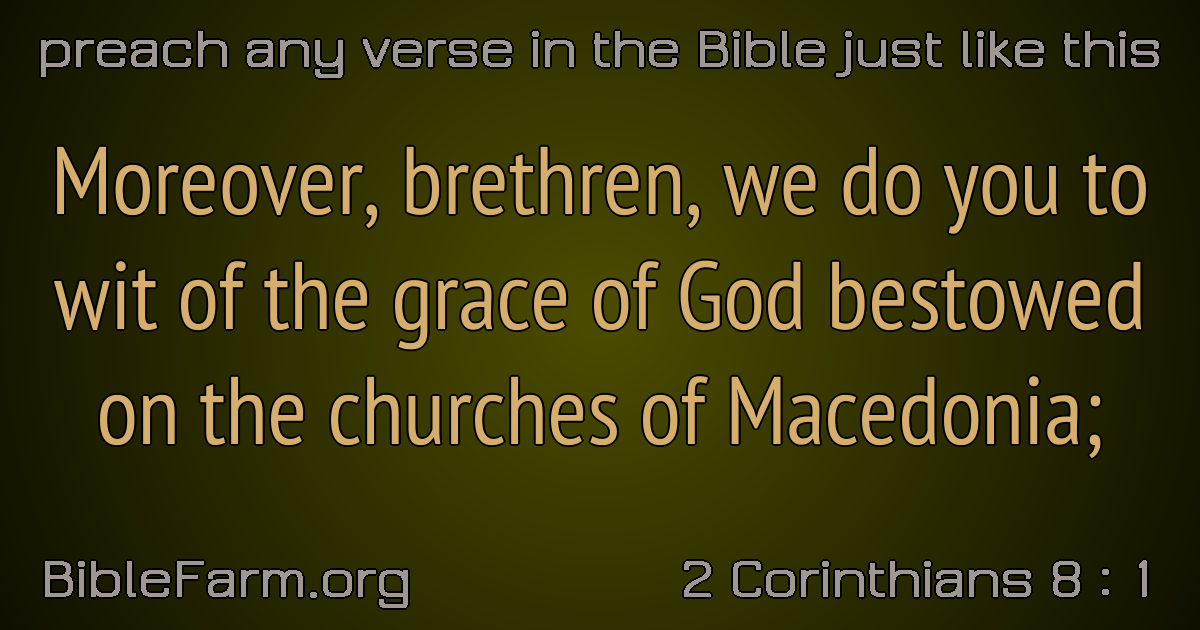 preach any verse in the Bible just like this
Moreover, brethren, we do you to
wit of the grace of God bestowed
on the churches of Macedonia;
BibleFarm.org
2 Corinthians 8 : 1